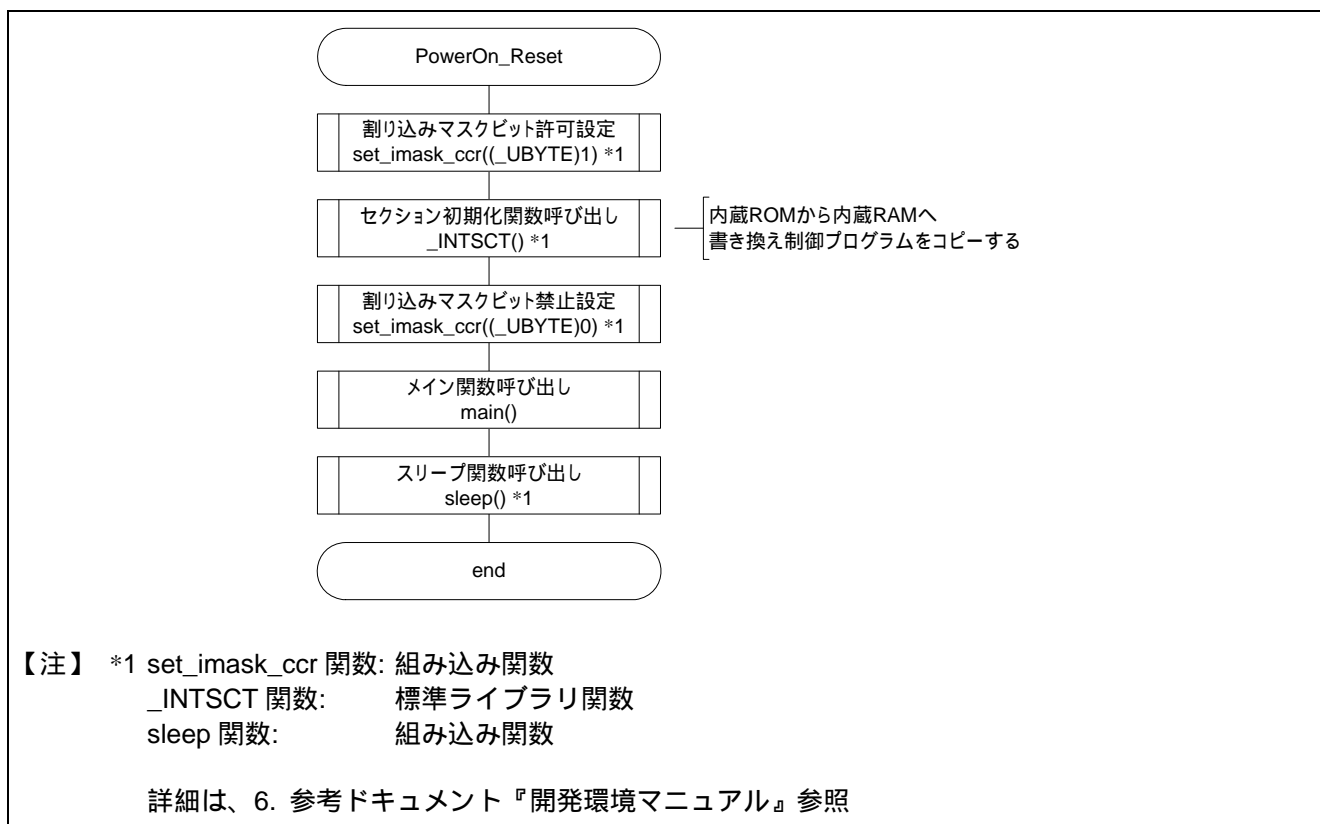 PowerOn_Reset
割り込みマスクビット許可設定
set_imask_ccr((_UBYTE)1) *1
セクション初期化関数呼び出し
_INTSCT() *1
内蔵ROMから内蔵RAMへ
書き換え制御プログラムをコピーする
割り込みマスクビット禁止設定
set_imask_ccr((_UBYTE)0) *1
メイン関数呼び出し
main()
スリープ関数呼び出し
sleep() *1
end
【注】 *1 set_imask_ccr 関数: 組み込み関数
_INTSCT 関数: 標準ライブラリ関数
sleep 関数: 組み込み関数
詳細は、6. 参考ドキュメント『開発環境マニュアル』参照